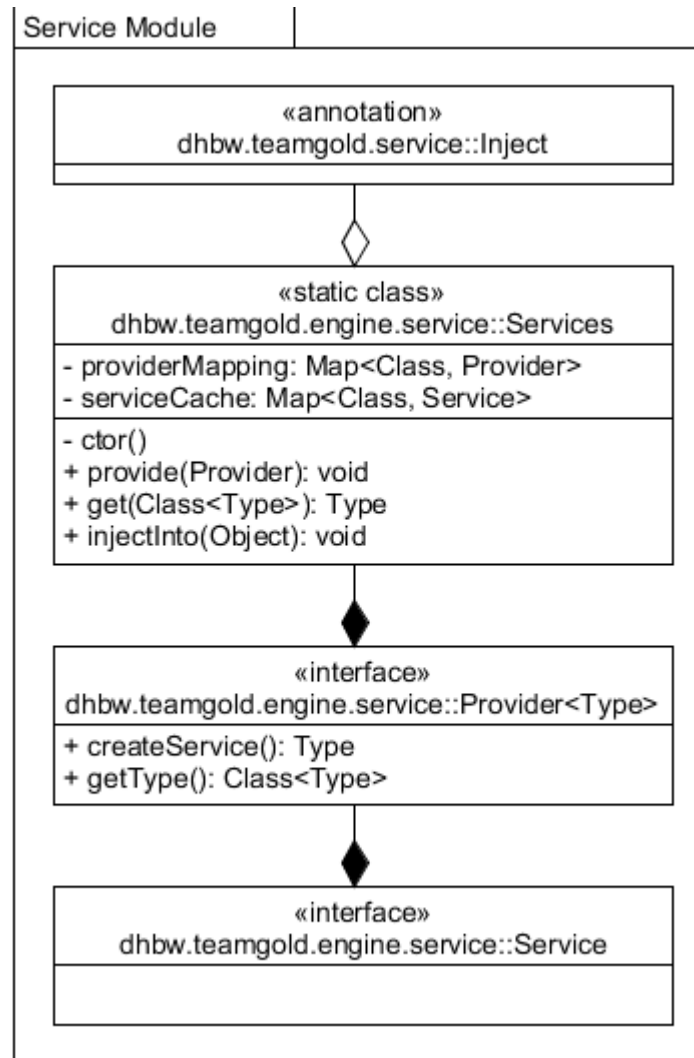 Service Module
«annotation»
dhbw.teamgold.service::Inject
«static class»
dhbw.teamgold.engine.service::Services
- providerMapping: Map<Class, Provider>
- serviceCache: Map<Class, Service>
- ctor()
+ provide(Provider): void
+ get(Class<Type>): Type
+ injectInto(Object): void
«interface»
dhbw.teamgold.engine.service::Provider<Type>
+ createService(): Type
+ getType(): Class<Type>
«interface»
dhbw.teamgold.engine.service::Service